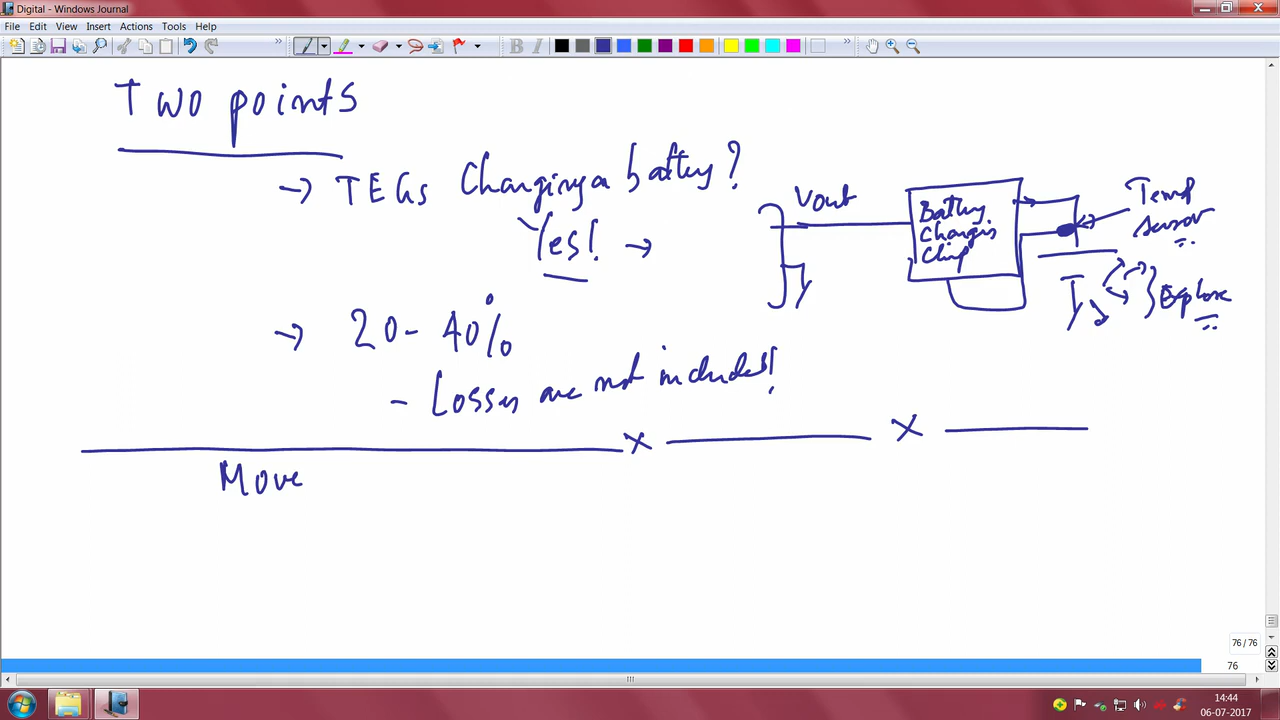 Digital - Windows Journal
File Edit View Insert Actions Tools Help
Two points
→ TEGs Charging a battery?
Yes! →
Vout
Battery
Charging
Chip
Temp
sensor
Explore
→ 20-40%
- Losses are not included!
Move
76 / 76
76
14:44
06-07-2017